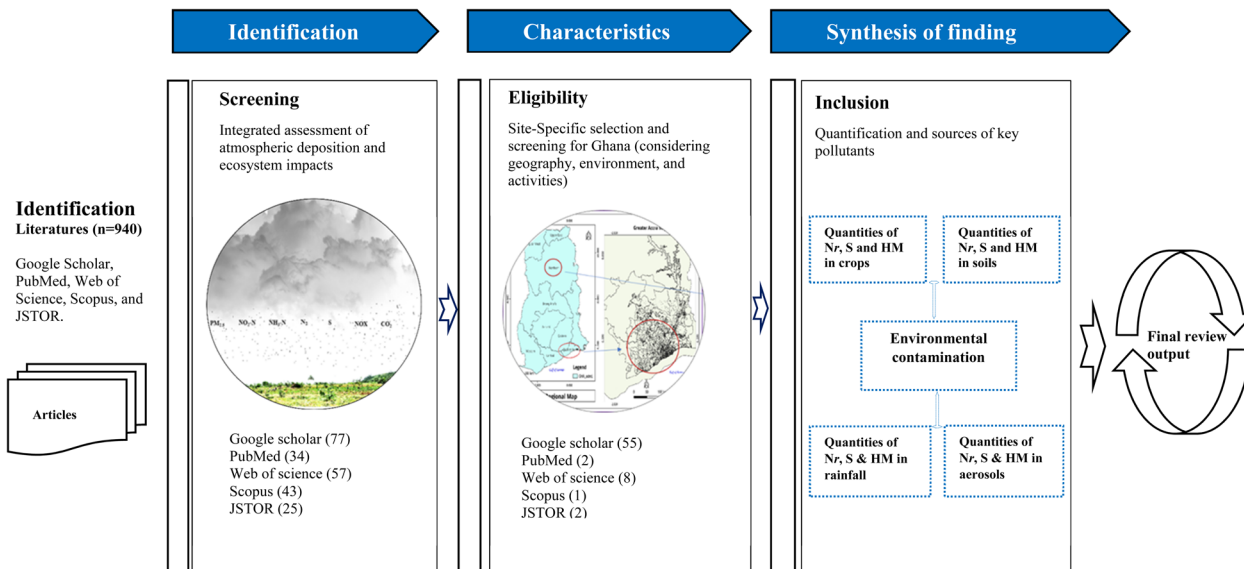 Identification
Characteristics
Synthesis of finding
Identification
Literatures (n=940)
Google Scholar,
PubMed, Web of
Science, Scopus, and
JSTOR.
Articles
Screening
Integrated assessment of
atmospheric deposition and
ecosystem impacts
NO3-N NH3-N N2 S NOX CO2
Google scholar (77)
PubMed (34)
Web of science (57)
Scopus (43)
JSTOR (25)
Eligibility
Site-Specific selection and
screening for Ghana (considering
geography, environment, and
activities)
Legend
Google scholar (55)
PubMed (2)
Web of science (8)
Scopus (1)
JSTOR (2)
Inclusion
Quantification and sources of key
pollutants
Quantities of
Nr, S and HM
in crops
Quantities of
Nr, S and HM
in soils
Environmental
contamination
Quantities of
Nr, S & HM in
rainfall
Quantities of
Nr, S & HM in
aerosols
Final review
output